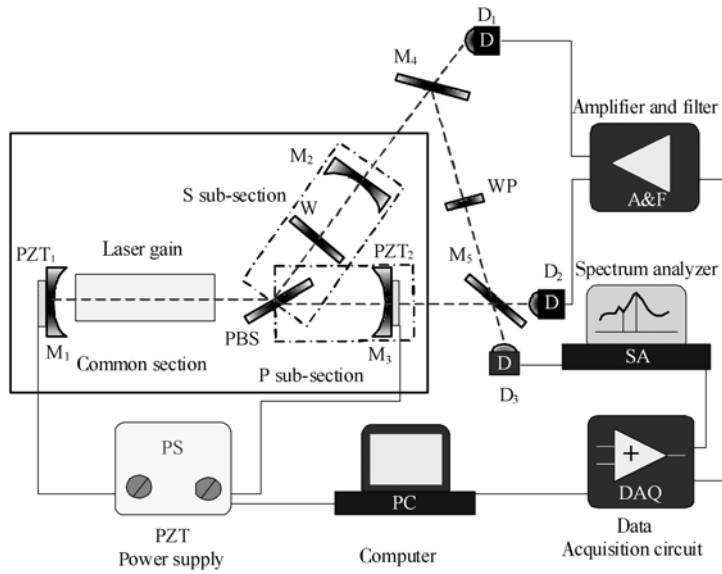 D₁
D
M₄
Amplifier and filter
M₂
S sub-section
A&F
WP
W
PZT₁
Laser gain
PZT₂
M₅
D₂
D
Spectrum analyzer
PBS
M₁
M₃
Common section
P sub-section
D
D₃
SA
PS
PC
DAQ
PZT
Power supply
Computer
Data
Acquisition circuit